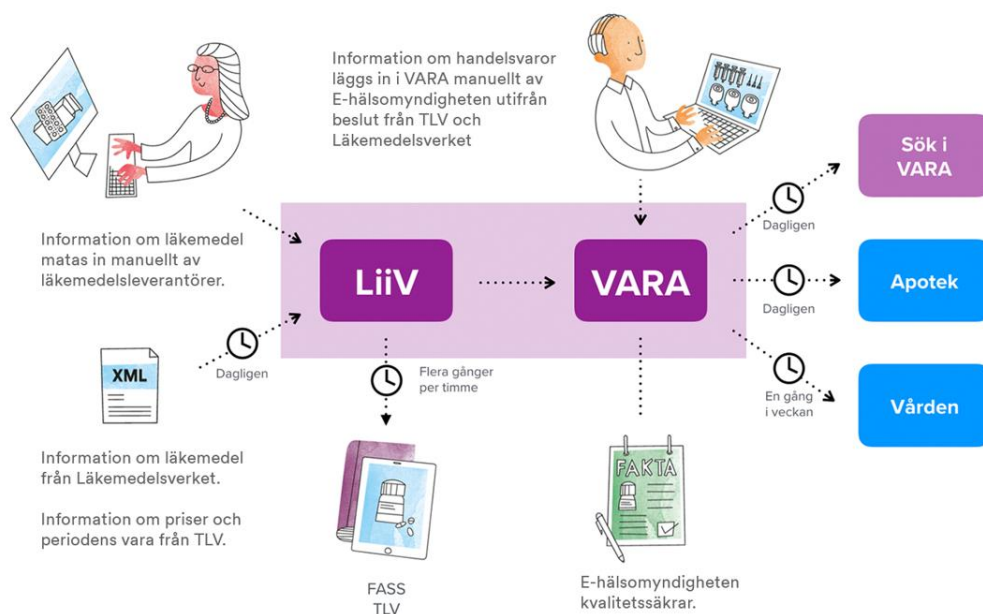 Information om handelsvaror
läggs in i VARA manuellt av
E-hälsomyndigheten utifrån
beslut från TLV och
Läkemedelsverket
Information om läkemedel
matas in manuellt av
läkemedelsleverantörer.
LiiV
VARA
Dagligen
Sök i
VARA
Dagligen
Apotek
En gång
i veckan
Vården
XML
Dagligen
Flera gånger
per timme
Information om läkemedel
från Läkemedelsverket.
Information om priser och
periodens vara från TLV.
FASS
TLV
FAKTA
E-hälsomyndigheten
kvalitetssäkrar.